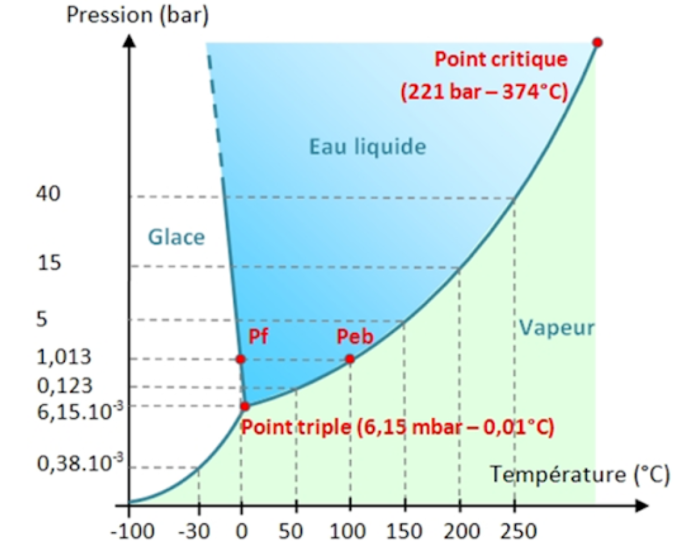 Pression (bar)
Point critique
(221 bar – 374°C)
Eau liquide
40
Glace
15
5
Vapeur
Pf
Peb
1,013
0,123
6,15.10-³
Point triple (6,15 mbar – 0,01°C)
0,38.10-³
Température (°C)
-100 -30 0 50 100 150 200 250